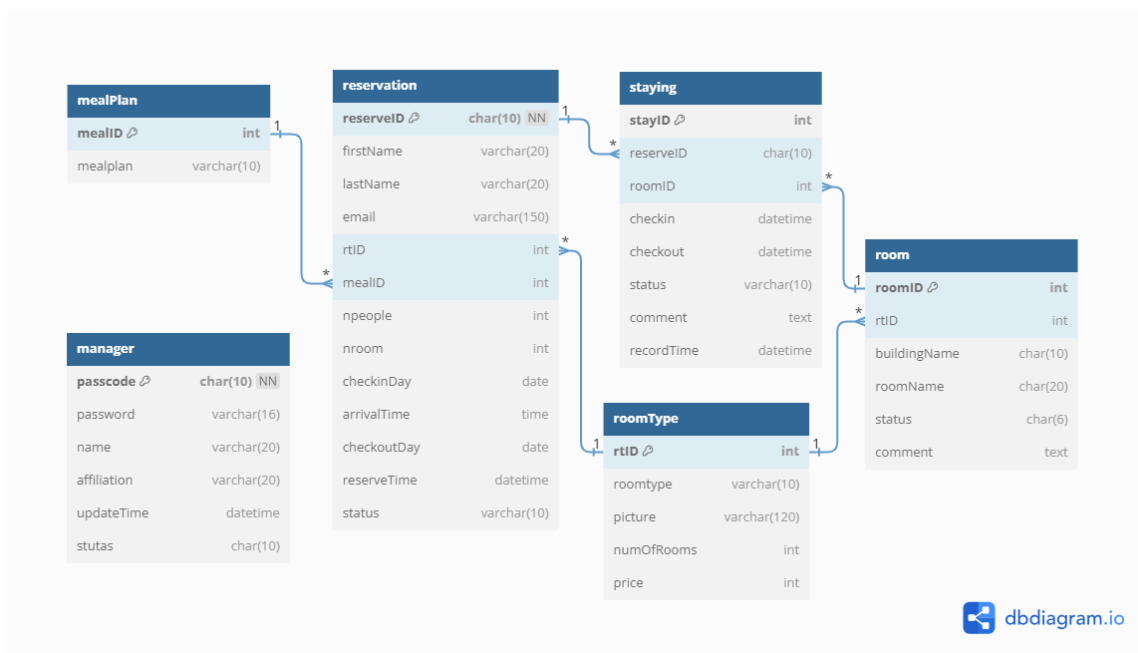 mealPlan
mealID int
mealplan varchar(10)
manager
passcode char(10) NN
password varchar(16)
name varchar(20)
affiliation varchar(20)
updateTime datetime
stutas char(10)
reservation
reserveID char(10) NN
firstName varchar(20)
lastName varchar(20)
email varchar(150)
rtID int
mealID int
npeople int
nroom int
checkinDay date
arrivalTime time
checkoutDay date
reserveTime datetime
status varchar(10)
staying
stayID int
reserveID char(10)
roomID int
checkin datetime
checkout datetime
status varchar(10)
comment text
recordTime datetime
roomType
rtID int
roomtype varchar(10)
picture varchar(120)
numOfRooms int
price int
room
roomID int
rtID int
buildingName char(10)
roomName char(20)
status char(6)
comment text
1
*
1
*
*
1
*
1
*
1
dbdiagram.io